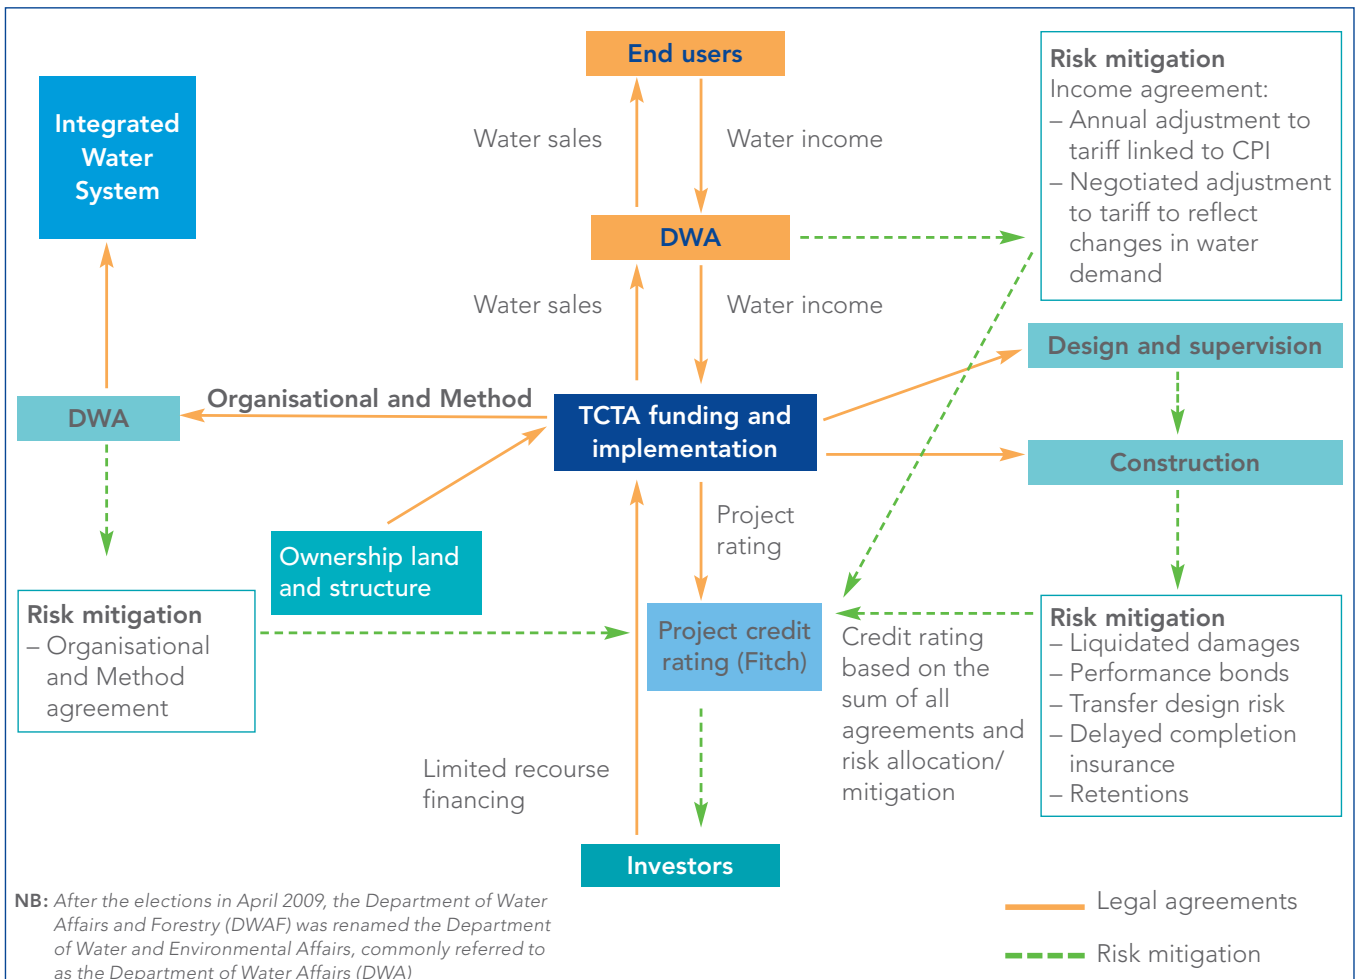 End users
Risk mitigation
Income agreement:
– Annual adjustment to
tariff linked to CPI
– Negotiated adjustment
to tariff to reflect
changes in water
demand
Integrated
Water
System
Water sales
Water income
DWA
Water sales
Water income
Design and supervision
Organisational and Method
DWA
TCTA funding and
implementation
Construction
Project
rating
Ownership land
and structure
Risk mitigation
– Organisational
and Method
agreement
Project credit
rating (Fitch)
Credit rating
based on the
sum of all
agreements and
risk allocation/
mitigation
Risk mitigation
– Liquidated damages
– Performance bonds
– Transfer design risk
– Delayed completion
insurance
– Retentions
Limited recourse
financing
Investors
NB: After the elections in April 2009, the Department of Water
Affairs and Forestry (DWAF) was renamed the Department
of Water and Environmental Affairs, commonly referred to
as the Department of Water Affairs (DWA)
Legal agreements
Risk mitigation